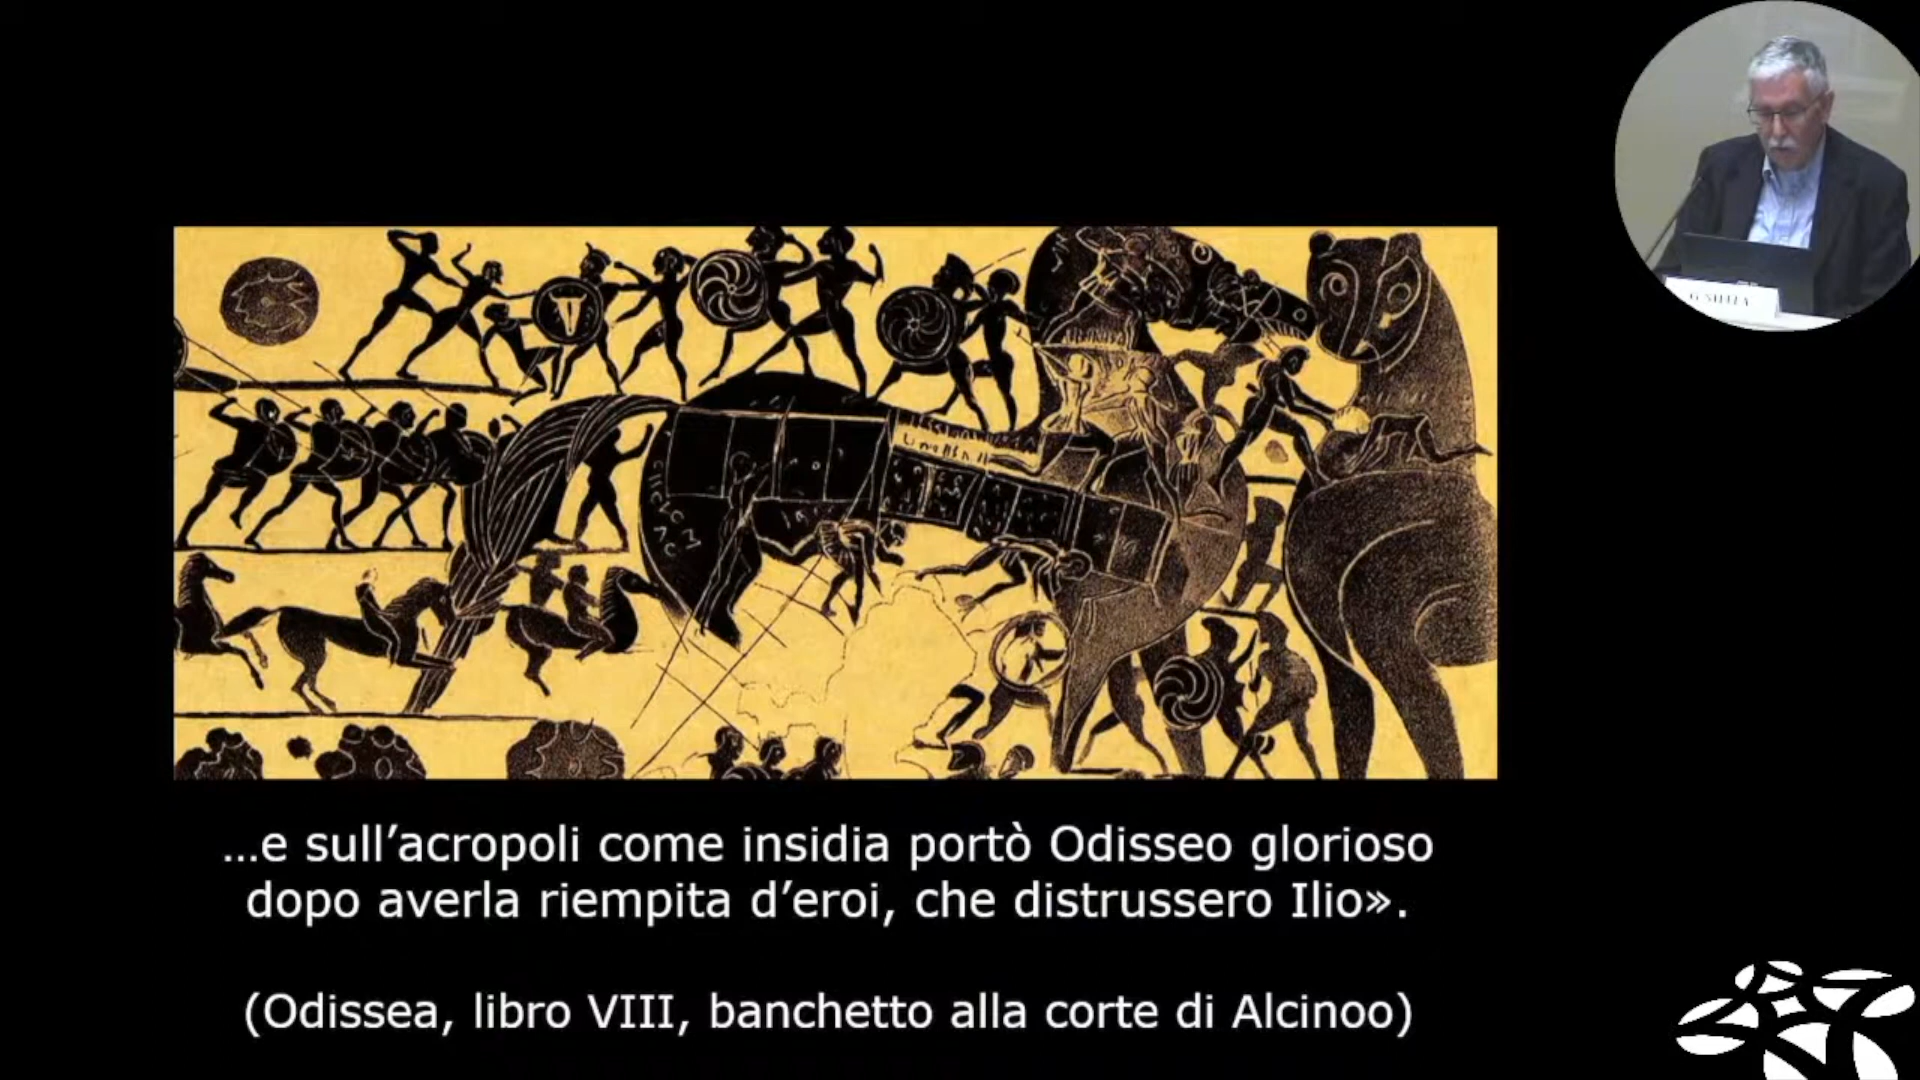 …e sull’acropoli come insidia portò Odisseo glorioso
dopo averla riempita d’eroi, che distrussero Ilio».
(Odissea, libro VIII, banchetto alla corte di Alcinoo)